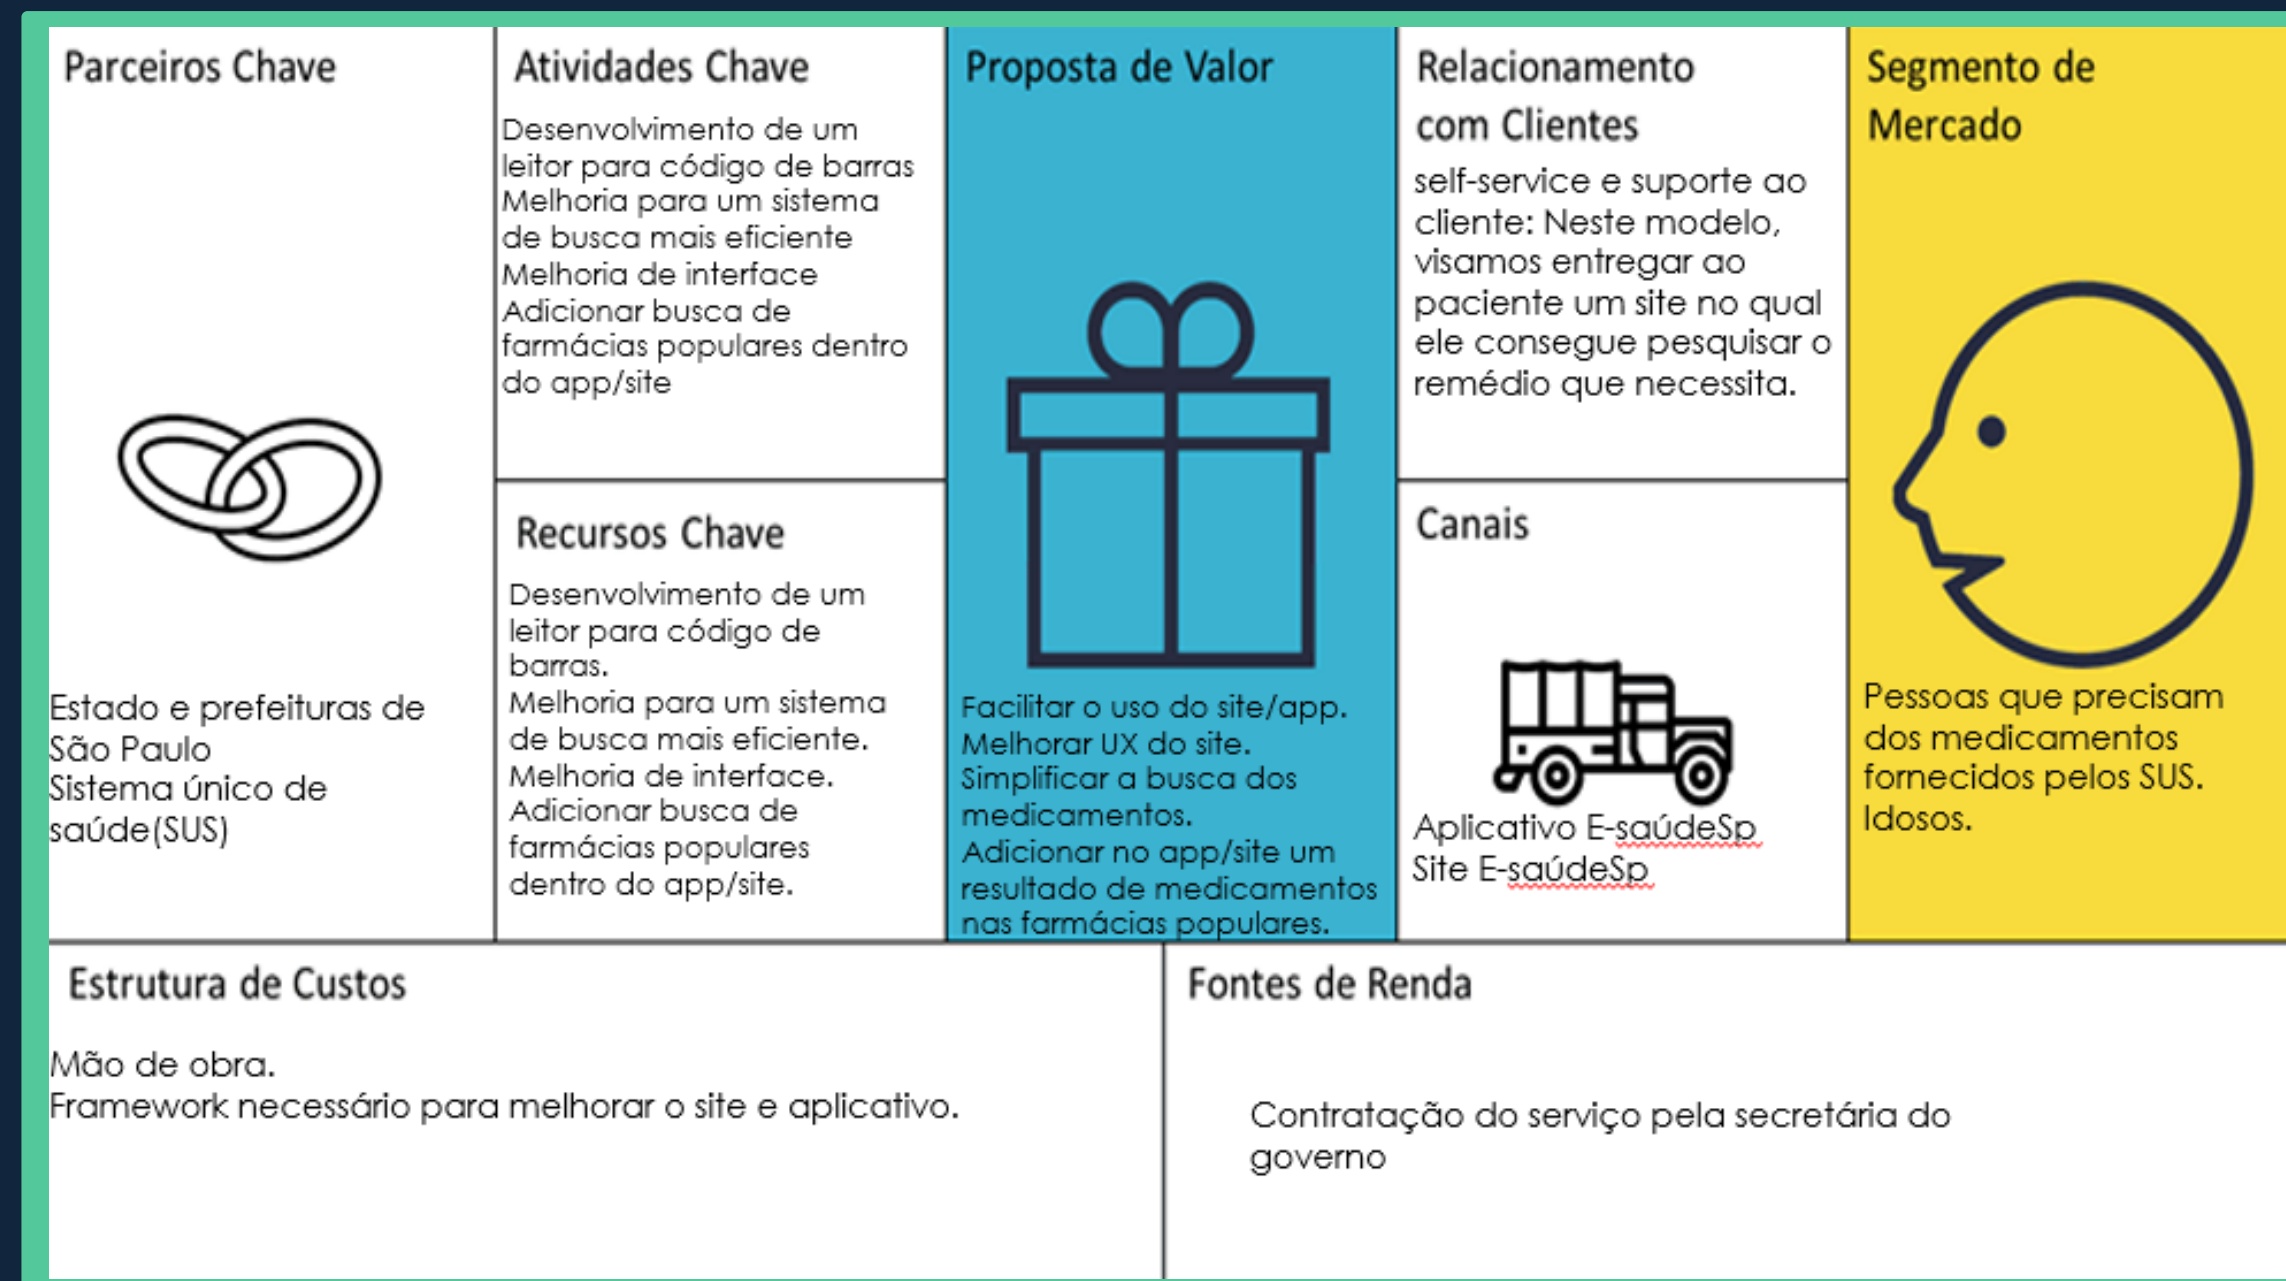 Parceiros Chave
Estado e prefeituras de
São Paulo
Sistema único de
saúde(SUS)
Atividades Chave
Desenvolvimento de um
leitor para código de barras
Melhoria para um sistema
de busca mais eficiente
Melhoria de interface
Adicionar busca de
farmácias populares dentro
do app/site
Recursos Chave
Desenvolvimento de um
leitor para código de
barras.
Melhoria para um sistema
de busca mais eficiente.
Melhoria de interface.
Adicionar busca de
farmácias populares
dentro do app/site.
Proposta de Valor
Facilitar o uso do site/app.
Melhorar UX do site.
Simplificar a busca dos
medicamentos.
Adicionar no app/site um
resultado de medicamentos
nas farmácias populares.
Relacionamento
com Clientes
self-service e suporte ao
cliente: Neste modelo,
visamos entregar ao
paciente um site no qual
ele consegue pesquisar o
remédio que necessita.
Canais
Aplicativo E-saúdeSp
Site E-saúdeSp
Segmento de
Mercado
Pessoas que precisam
dos medicamentos
fornecidos pelos SUS.
Idosos.
Estrutura de Custos
Mão de obra.
Framework necessário para melhorar o site e aplicativo.
Fontes de Renda
Contratação do serviço pela secretária do
governo